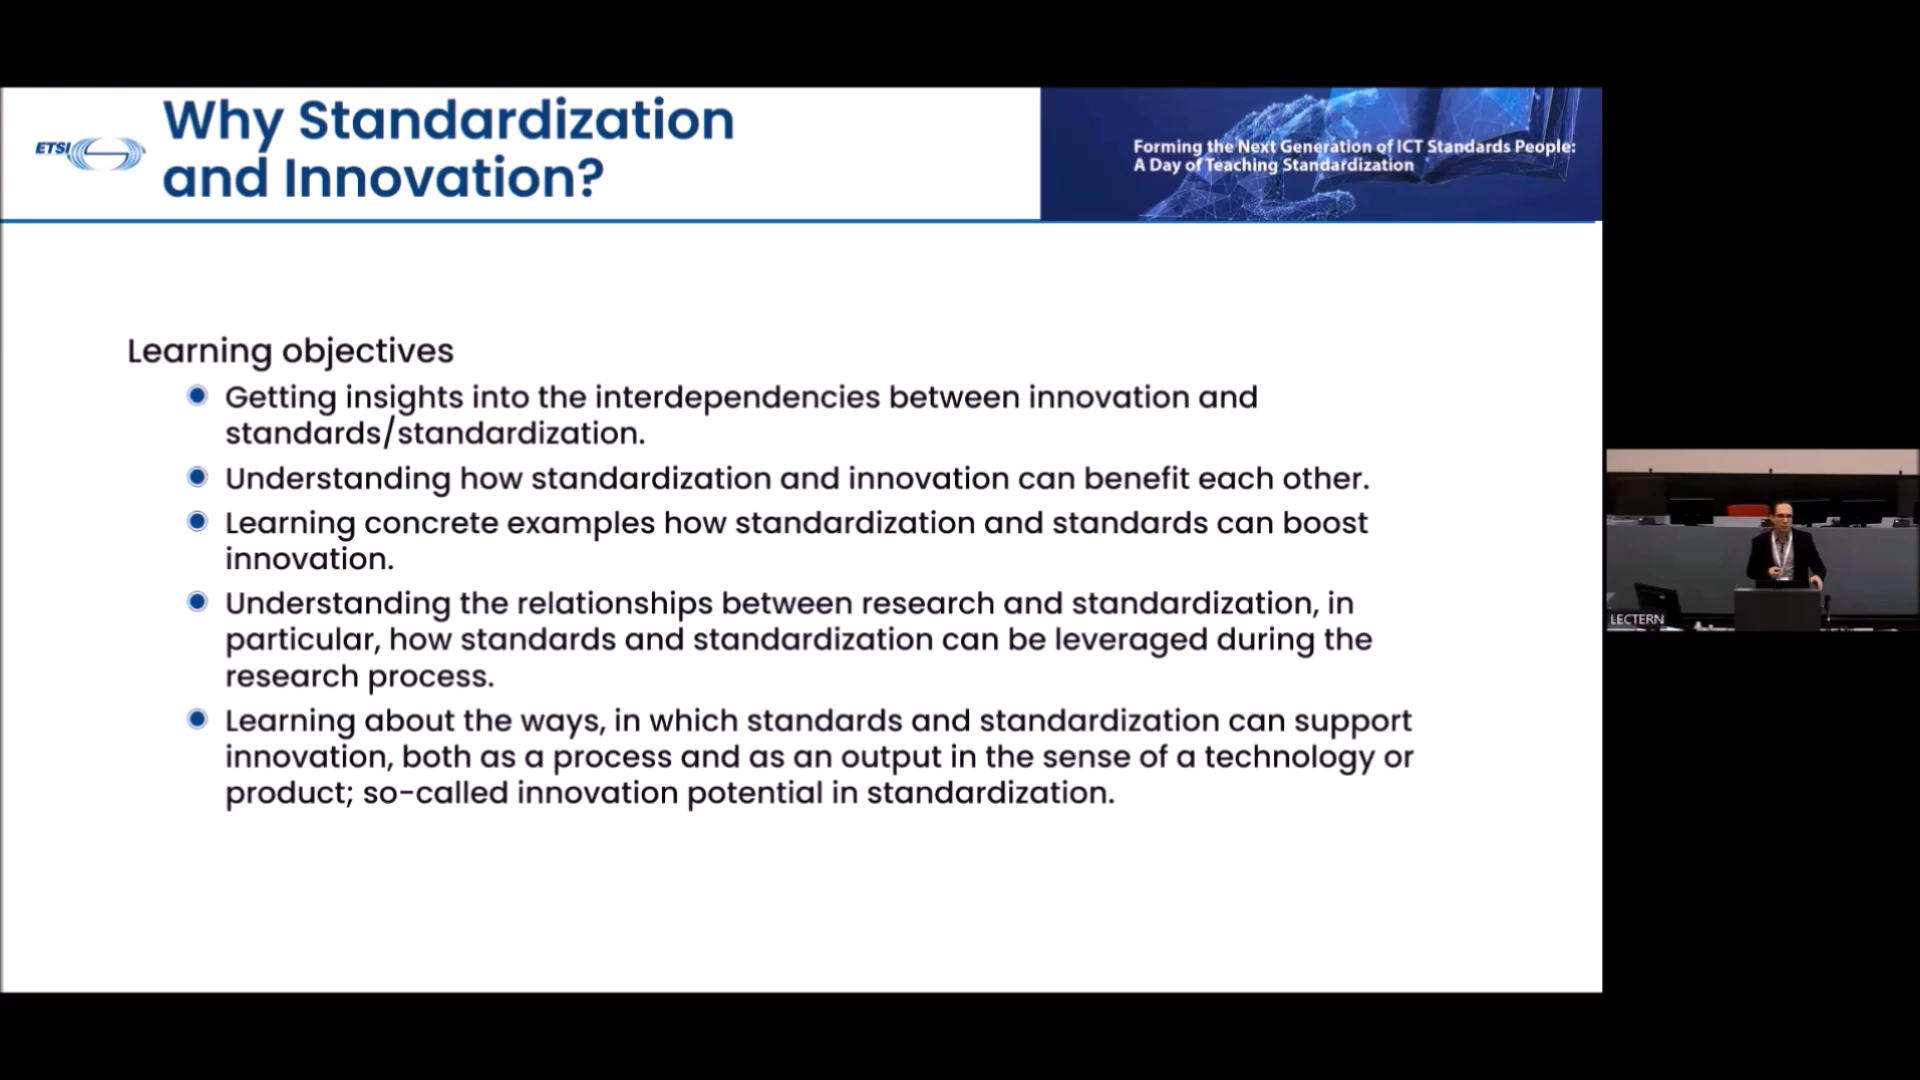 ETSI
Why Standardization
and Innovation?
Forming the Next Generation of ICT Standards People:
A Day of Teaching Standardization
Learning objectives
Getting insights into the interdependencies between innovation and
standards/standardization.
Understanding how standardization and innovation can benefit each other.
Learning concrete examples how standardization and standards can boost
innovation.
Understanding the relationships between research and standardization, in
particular, how standards and standardization can be leveraged during the
research process.
Learning about the ways, in which standards and standardization can support
innovation, both as a process and as an output in the sense of a technology or
product; so-called innovation potential in standardization.
LECTERN